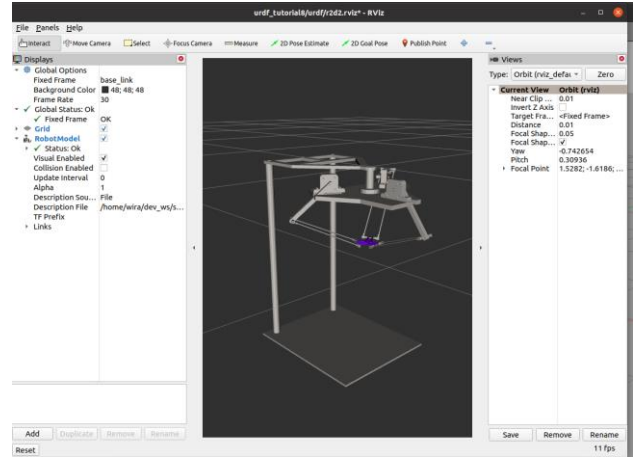 urdf_tutorial8/urdf/r2d2.rviz* - RViz
File Panels Help
Interact Move Camera Select Focus Camera Measure 2D Pose Estimate 2D Goal Pose Publish Point
Displays
Global Options
Fixed Frame base_link
Background Color 48; 48; 48
Frame Rate 30
Global Status: Ok
Fixed Frame OK
Grid
RobotModel
Status: Ok
Visual Enabled
Collision Enabled
Update Interval 0
Alpha 1
Description Sou... File
Description File /home/wira/dev_ws/s...
TF Prefix
Links
Add Duplicate Remove Rename
Reset
Views
Type: Orbit (rviz_defau Zero
Current View Orbit (rviz)
Near Clip ... 0.01
Invert Z Axis
Target Fra... <Fixed Frame>
Distance 0.01
Focal Shap... 0.05
Focal Shap...
Yaw -0.742654
Pitch 0.30936
Focal Point 1.5282; -1.6186; ...
Save Remove Rename
11 fps